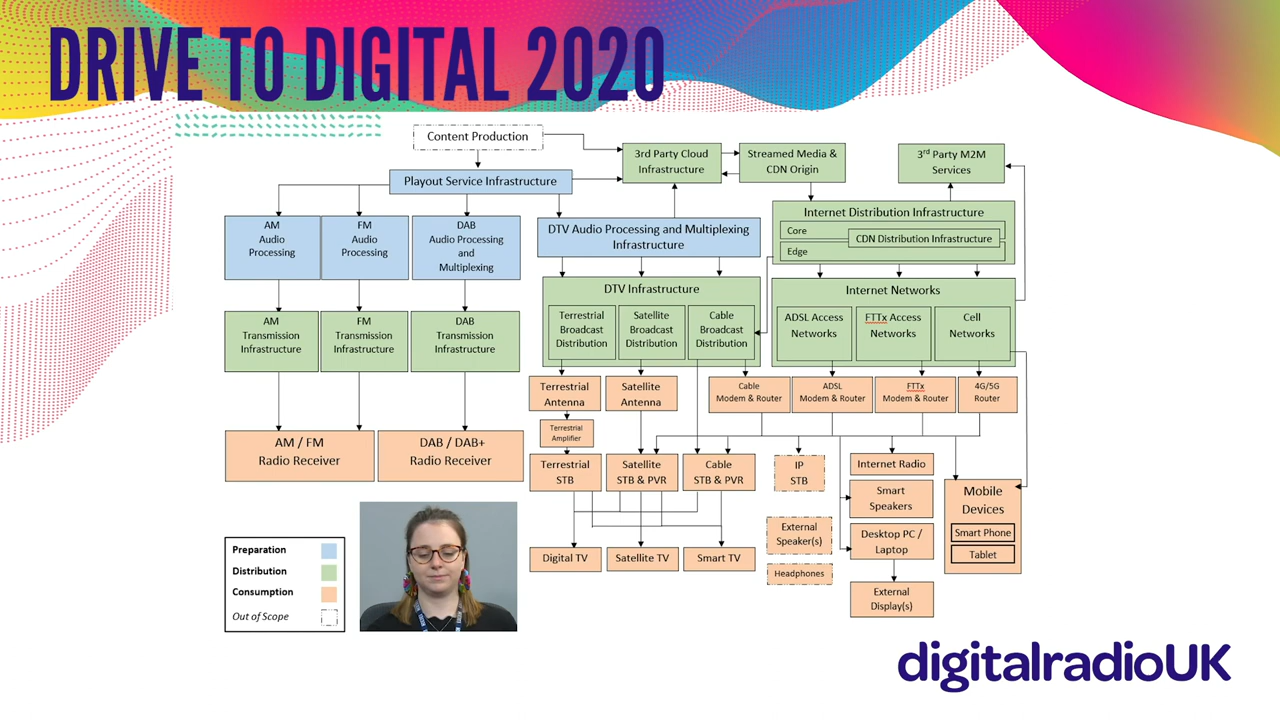 DRIVE TO DIGITAL 2020
Content Production
3rd Party Cloud
Infrastructure
Streamed Media &
CDN Origin
3rd Party M2M
Services
Playout Service Infrastructure
AM
Audio
Processing
FM
Audio
Processing
DAB
Audio Processing
and
Multiplexing
DTV Audio Processing and Multiplexing
Infrastructure
Internet Distribution Infrastructure
Core
CDN Distribution Infrastructure
Edge
DTV Infrastructure
Terrestrial
Broadcast
Distribution
Satellite
Broadcast
Distribution
Cable
Broadcast
Distribution
Internet Networks
ADSL Access
Networks
FTTx Access
Networks
Cell
Networks
AM
Transmission
Infrastructure
FM
Transmission
Infrastructure
DAB
Transmission
Infrastructure
Terrestrial
Antenna
Satellite
Antenna
Cable
Modem & Router
ADSL
Modem & Router
FTTx
Modem & Router
4G/5G
Router
Terrestrial
Amplifier
AM / FM
Radio Receiver
DAB / DAB+
Radio Receiver
Terrestrial
STB
Satellite
STB & PVR
Cable
STB & PVR
IP
STB
Internet Radio
Smart
Speakers
Mobile
Devices
Smart Phone
Tablet
External
Speaker(s)
Desktop PC /
Laptop
Digital TV
Satellite TV
Smart TV
Headphones
External
Display(s)
Preparation
Distribution
Consumption
Out of Scope
digitalradioUK